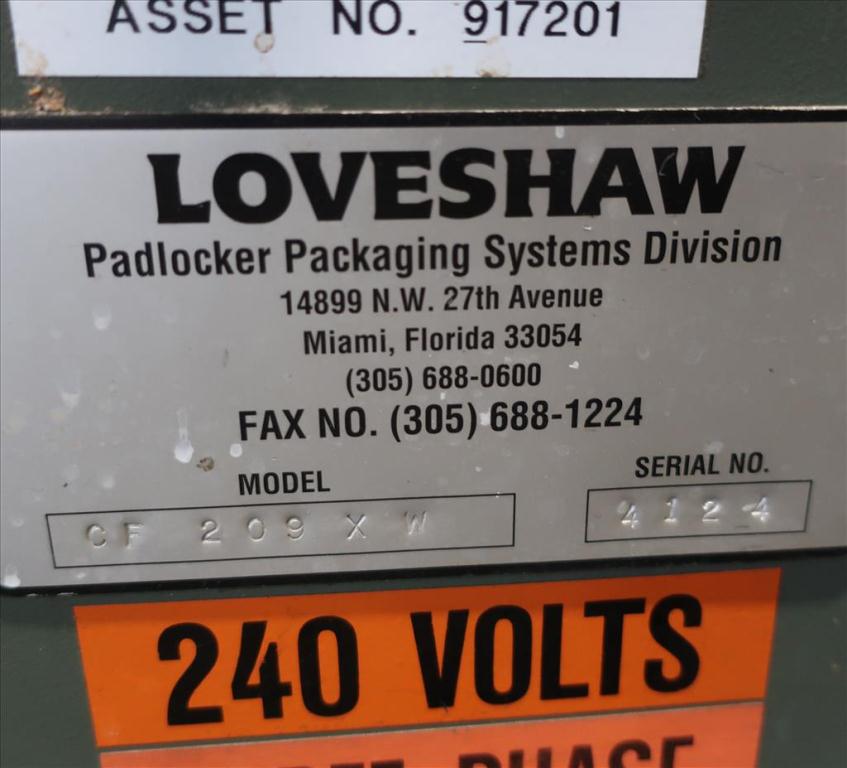 ASSET NO. 917201
LOVESHAW
Padlocker Packaging Systems Division
14899 N.W. 27th Avenue
Miami, Florida 33054
(305) 688-0600
FAX NO. (305) 688-1224
MODEL
CF 209 X W
SERIAL NO.
4124
240 VOLTS
PHASE